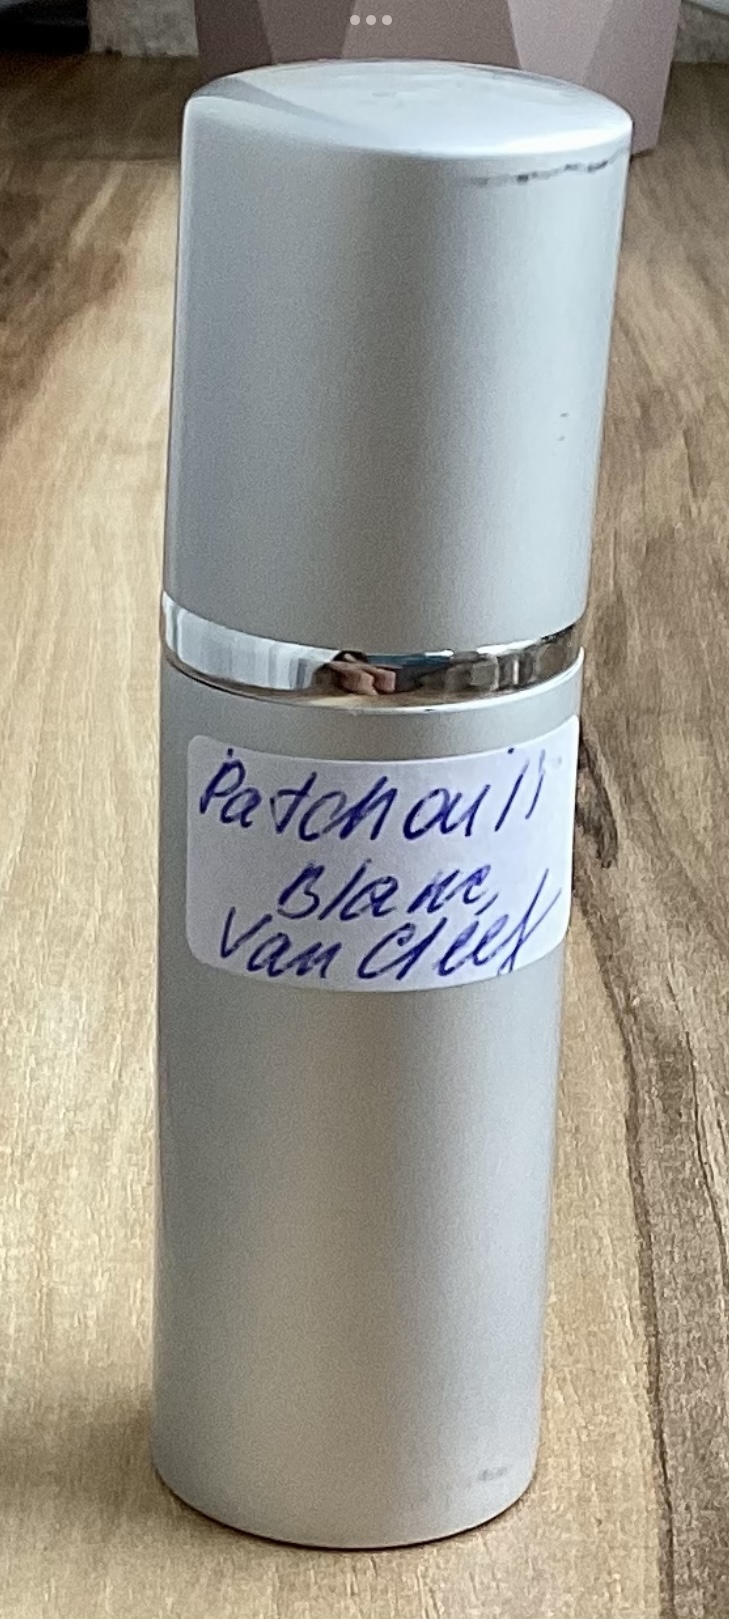 Patchouli
Blanc,
Van Cleef